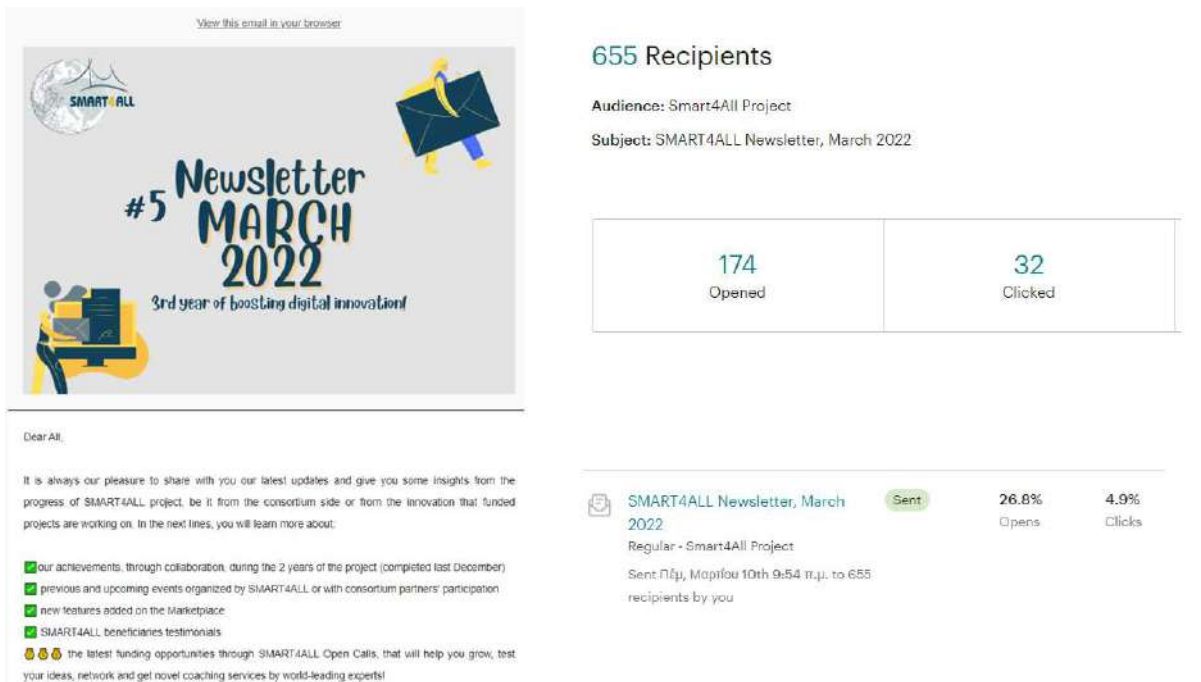 View this email in your browser
SMART4ALL
#5 Newsletter
MARCH
2022
3rd year of boosting digital innovation!
Dear All,
It is always our pleasure to share with you our latest updates and give you some insights from the
progress of SMART4ALL project, be it from the consortium side or from the innovation that funded
projects are working on. In the next lines, you will learn more about:
✅ our achievements, through collaboration, during the 2 years of the project (completed last December)
✅ previous and upcoming events organized by SMART4ALL or with consortium partners' participation
✅ new features added on the Marketplace
✅ SMART4ALL beneficiaries testimonials
💰💰💰 the latest funding opportunities through SMART4ALL Open Calls, that will help you grow, test
your ideas, network and get novel coaching services by world-leading experts!
655 Recipients
Audience: Smart4All Project
Subject: SMART4ALL Newsletter, March 2022
174
Opened
32
Clicked
SMART4ALL Newsletter, March
2022
Regular - Smart4All Project
Sent Πέμ, Μαρτίου 10th 9:54 π.μ. to 655
recipients by you
Sent
26.8%
Opens
4.9%
Clicks